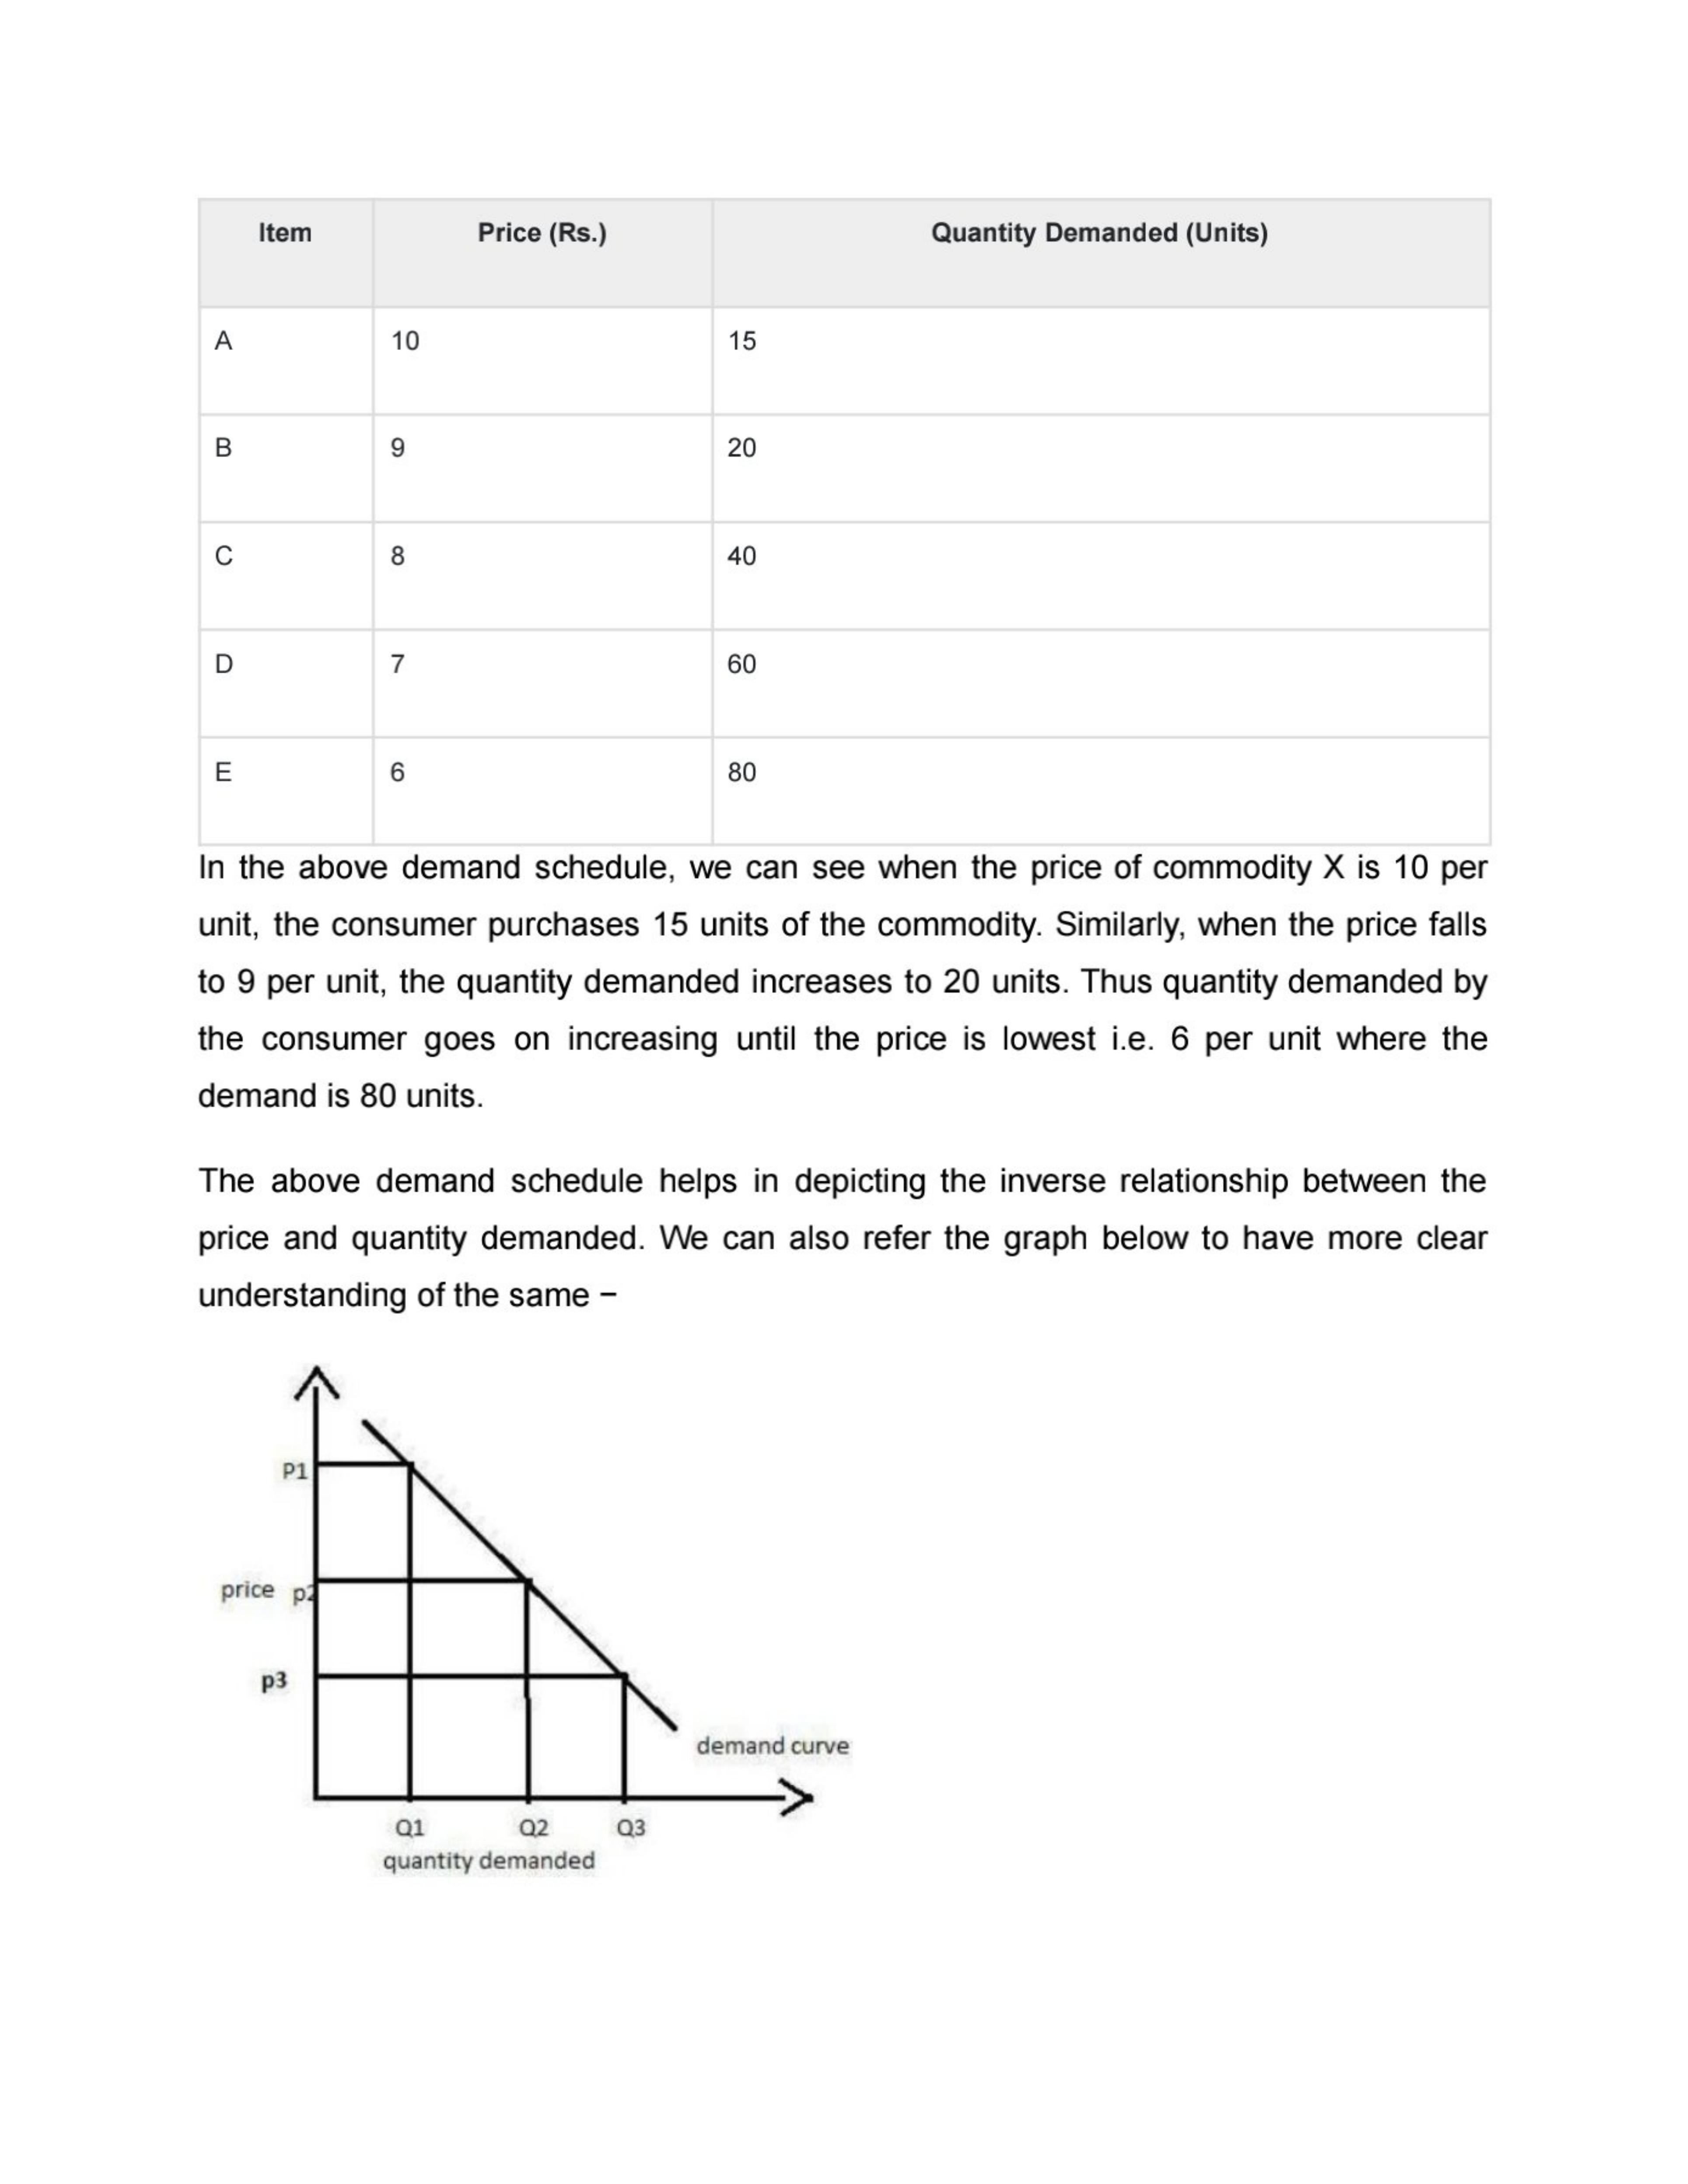 Item Price (Rs.) Quantity Demanded (Units)
A 10 15
B 9 20
C 8 40
D 7 60
E 6 80
In the above demand schedule, we can see when the price of commodity X is 10 per
unit, the consumer purchases 15 units of the commodity. Similarly, when the price falls
to 9 per unit, the quantity demanded increases to 20 units. Thus quantity demanded by
the consumer goes on increasing until the price is lowest i.e. 6 per unit where the
demand is 80 units.
The above demand schedule helps in depicting the inverse relationship between the
price and quantity demanded. We can also refer the graph below to have more clear
understanding of the same −
P1
price p2
p3
demand curve
Q1 Q2 Q3
quantity demanded